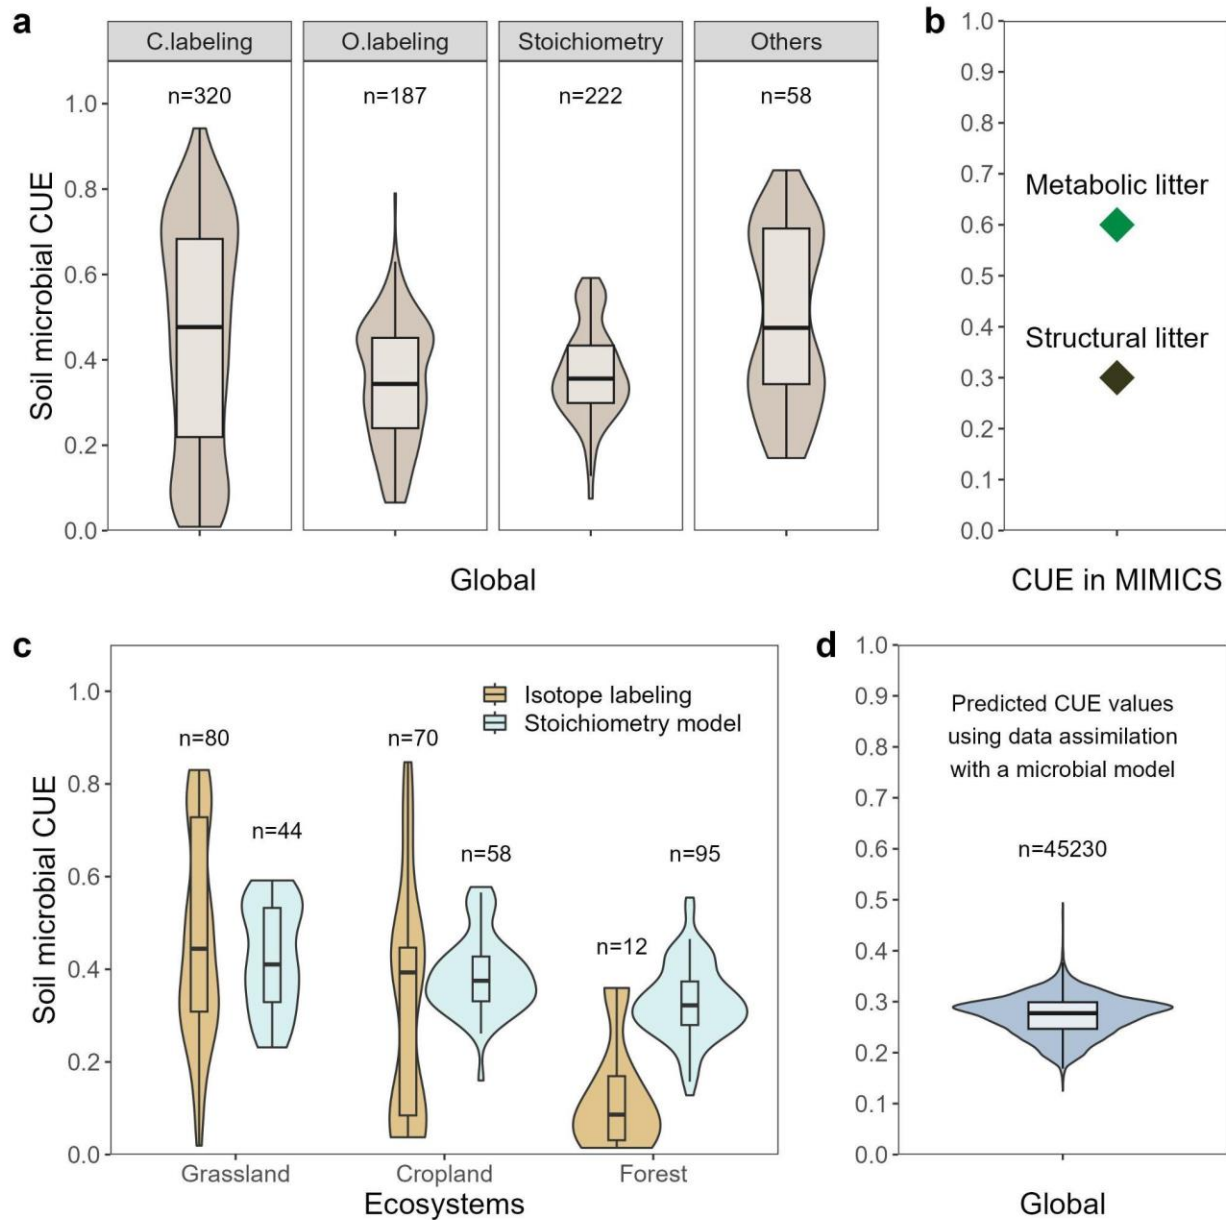 a
C.labeling
O.labeling
Stoichiometry
Others
n=320
n=187
n=222
n=58
1.0
0.8
0.6
0.4
0.2
0.0
Soil microbial CUE
Global
b
1.0
0.9
0.8
0.7
0.6
0.5
0.4
0.3
0.2
0.1
0.0
Metabolic litter
Structural litter
CUE in MIMICS
c
1.0
0.8
0.6
0.4
0.2
0.0
Soil microbial CUE
Isotope labeling
Stoichiometry model
n=80
n=44
n=70
n=58
n=12
n=95
Grassland
Cropland
Forest
Ecosystems
d
1.0
0.9
0.8
0.7
0.6
0.5
0.4
0.3
0.2
0.1
0.0
Predicted CUE values
using data assimilation
with a microbial model
n=45230
Global